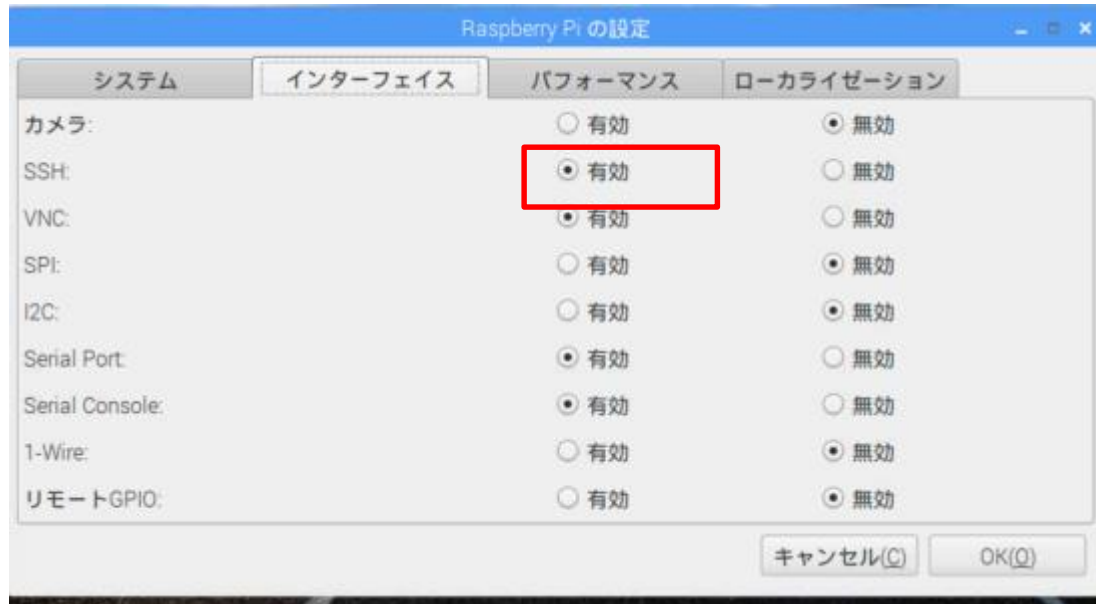 Raspberry Pi の設定
システム インターフェイス パフォーマンス ローカライゼーション
カメラ: 有効 無効
SSH: 有効 無効
VNC: 有効 無効
SPI: 有効 無効
I2C: 有効 無効
Serial Port: 有効 無効
Serial Console: 有効 無効
1-Wire: 有効 無効
リモートGPIO: 有効 無効
キャンセル(C) OK(O)